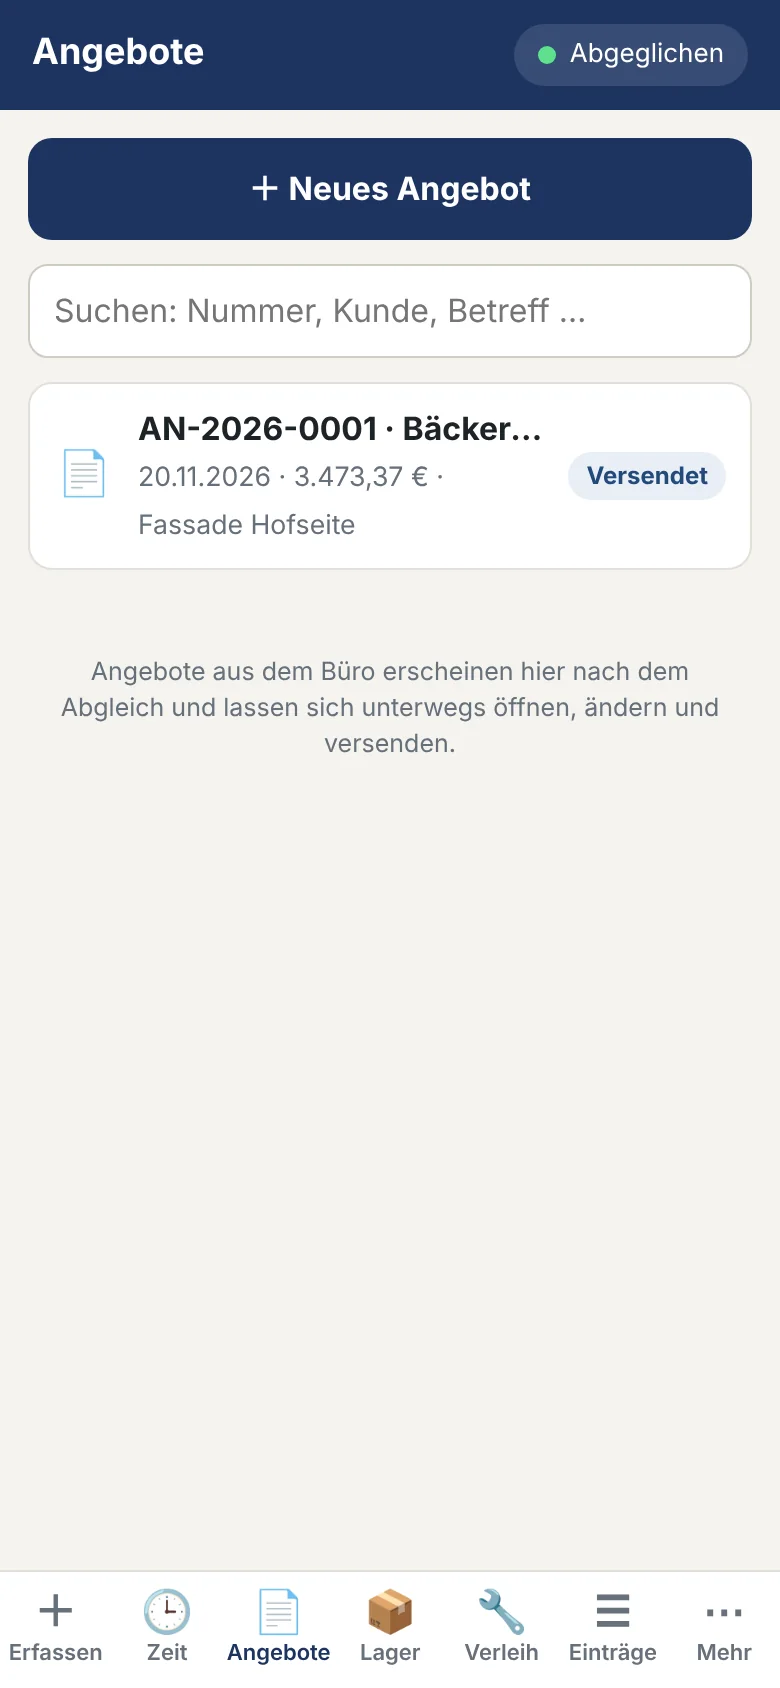 Angebote
Abgeglichen
+ Neues Angebot
Suchen: Nummer, Kunde, Betreff ...
AN-2026-0001 · Bäcker...
20.11.2026 · 3.473,37 € ·
Fassade Hofseite
Versendet
Angebote aus dem Büro erscheinen hier nach dem
Abgleich und lassen sich unterwegs öffnen, ändern und
versenden.
Erfassen
Zeit
Angebote
Lager
Verleih
Einträge
Mehr